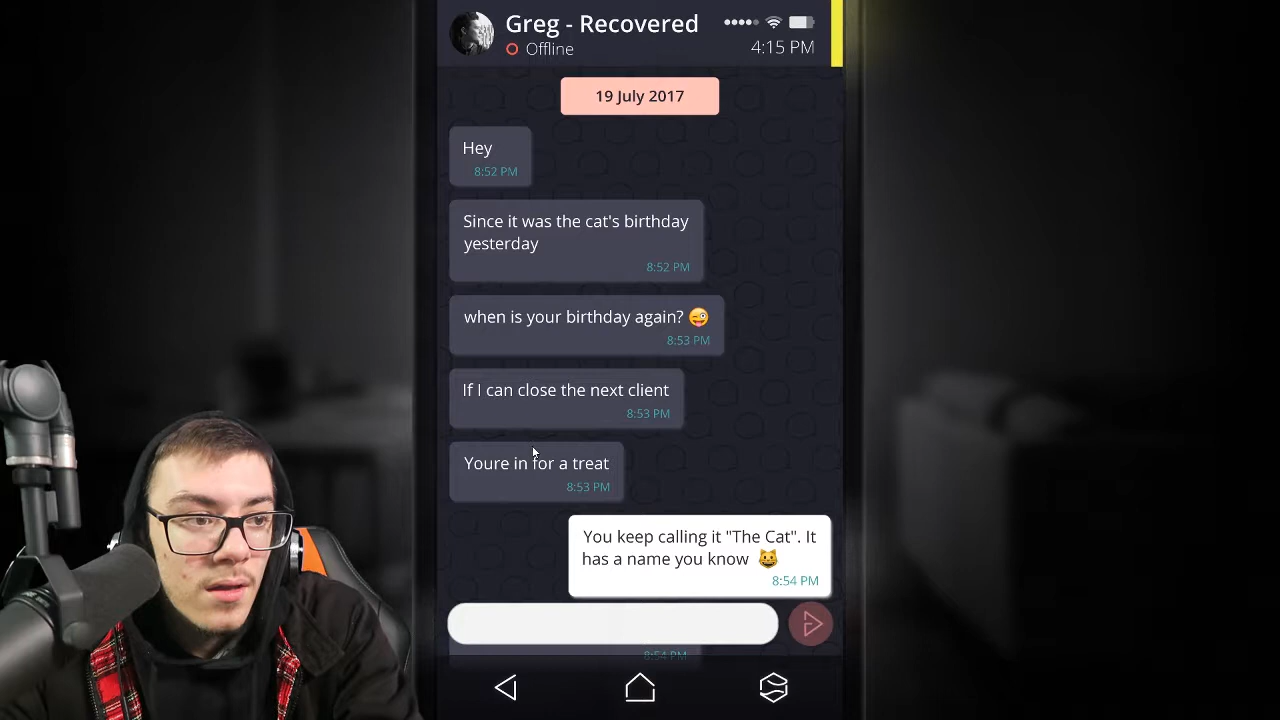 Greg - Recovered
Offline
4:15 PM
19 July 2017
Hey
8:52 PM
Since it was the cat's birthday
yesterday
8:52 PM
when is your birthday again? 😜
8:53 PM
If I can close the next client
8:53 PM
Youre in for a treat
8:53 PM
You keep calling it "The Cat". It
has a name you know 😺
8:54 PM
8:54 PM